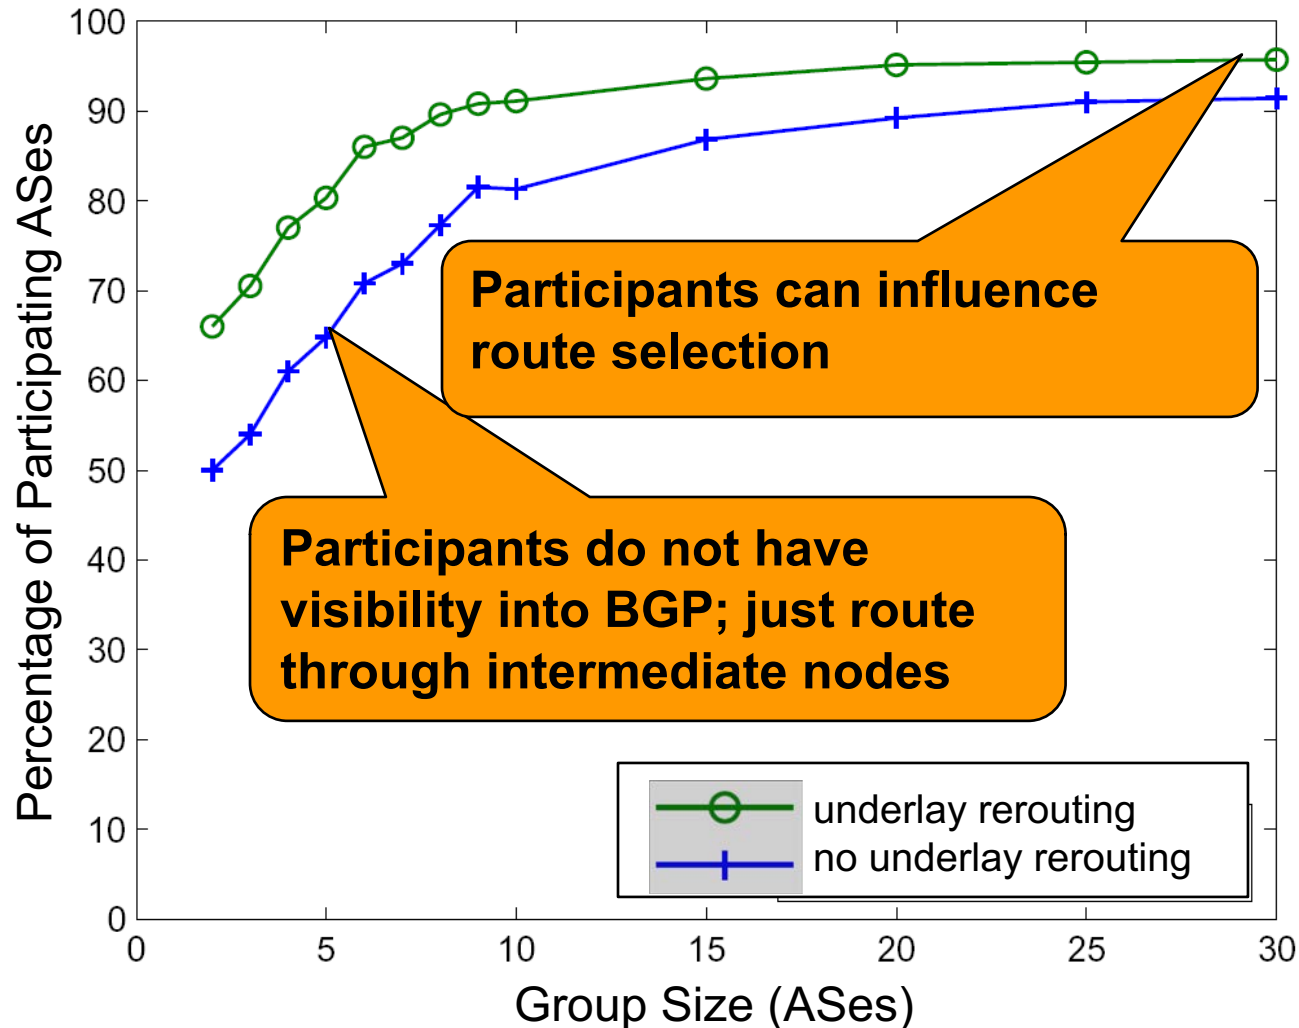 Percentage of Participating ASes
100
90
80
70
60
50
40
30
20
10
0
Participants can influence
route selection
Participants do not have
visibility into BGP; just route
through intermediate nodes
underlay rerouting
no underlay rerouting
0 5 10 15 20 25 30
Group Size (ASes)